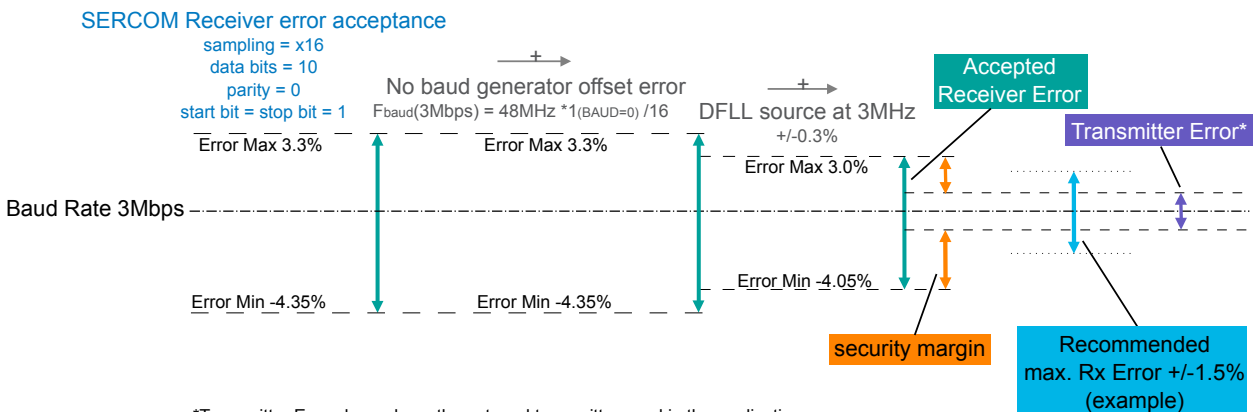 SERCOM Receiver error acceptance
sampling = x16
data bits = 10
parity = 0
start bit = stop bit = 1
+
No baud generator offset error
Fbaud(3Mbps) = 48MHz *1(BAUD=0) /16
+
DFLL source at 3MHz
+/-0.3%
Accepted
Receiver Error
Transmitter Error*
Error Max 3.3%
Error Max 3.3%
Error Max 3.0%
Baud Rate 3Mbps
Error Min -4.35%
Error Min -4.35%
Error Min -4.05%
security margin
Recommended
max. Rx Error +/-1.5%
(example)